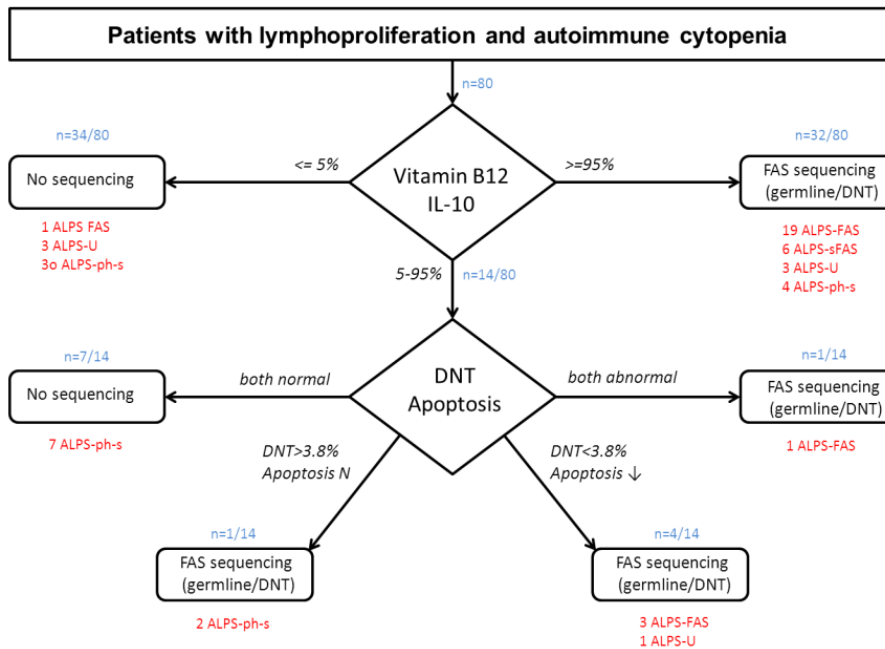 Patients with lymphoproliferation and autoimmune cytopenia
n=80
n=34/80
n=32/80
<= 5%
>=95%
No sequencing
Vitamin B12
IL-10
FAS sequencing
(germline/DNT)
1 ALPS FAS
3 ALPS-U
3o ALPS-ph-s
19 ALPS-FAS
6 ALPS-sFAS
3 ALPS-U
4 ALPS-ph-s
5-95%
n=14/80
n=7/14
n=1/14
both normal
both abnormal
No sequencing
DNT
Apoptosis
FAS sequencing
(germline/DNT)
7 ALPS-ph-s
1 ALPS-FAS
DNT>3.8%
Apoptosis N
DNT<3.8%
Apoptosis ↓
n=1/14
n=4/14
FAS sequencing
(germline/DNT)
FAS sequencing
(germline/DNT)
2 ALPS-ph-s
3 ALPS-FAS
1 ALPS-U